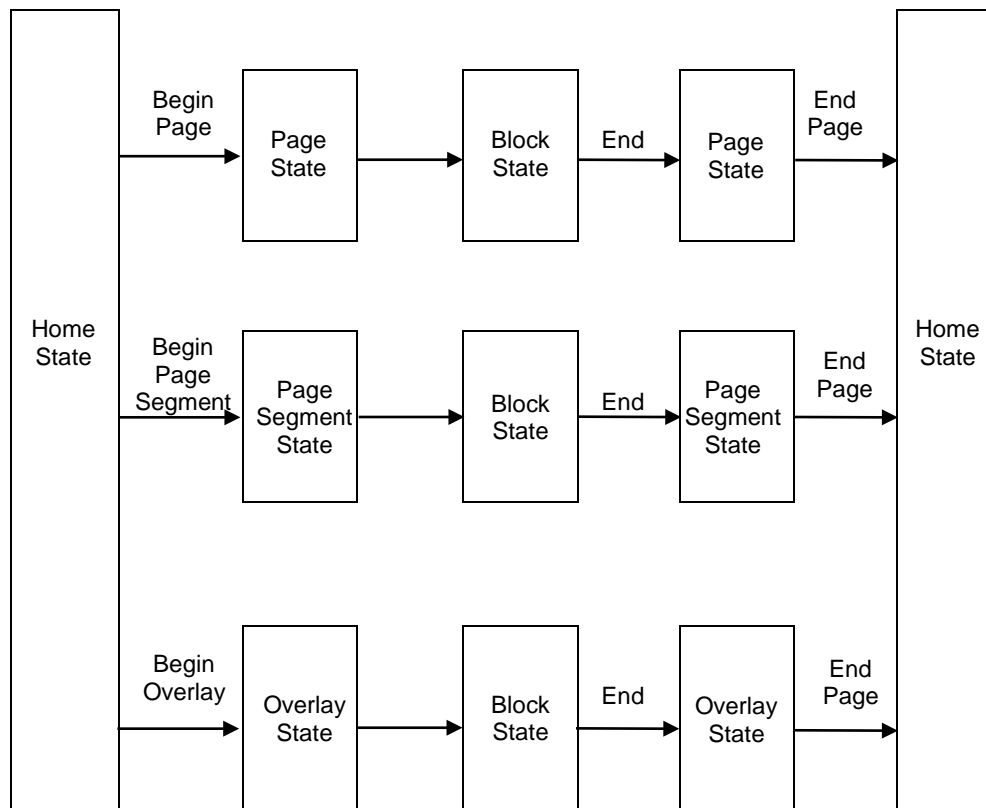 Home
State
Begin
Page
Page
State
Block
State
End
Page
State
End
Page
Begin
Page
Segment
Page
Segment
State
Block
State
End
Page
Segment
State
End
Page
Begin
Overlay
Overlay
State
Block
State
End
Overlay
State
End
Page
Home
State